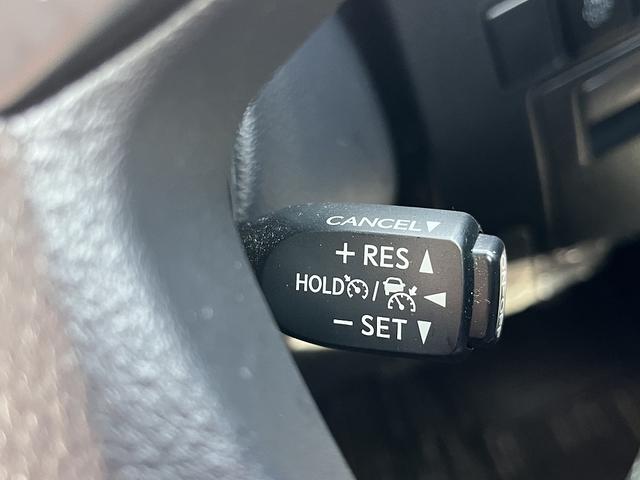 CANCEL▼
+ RES ▲
HOLD / ◀
− SET ▼